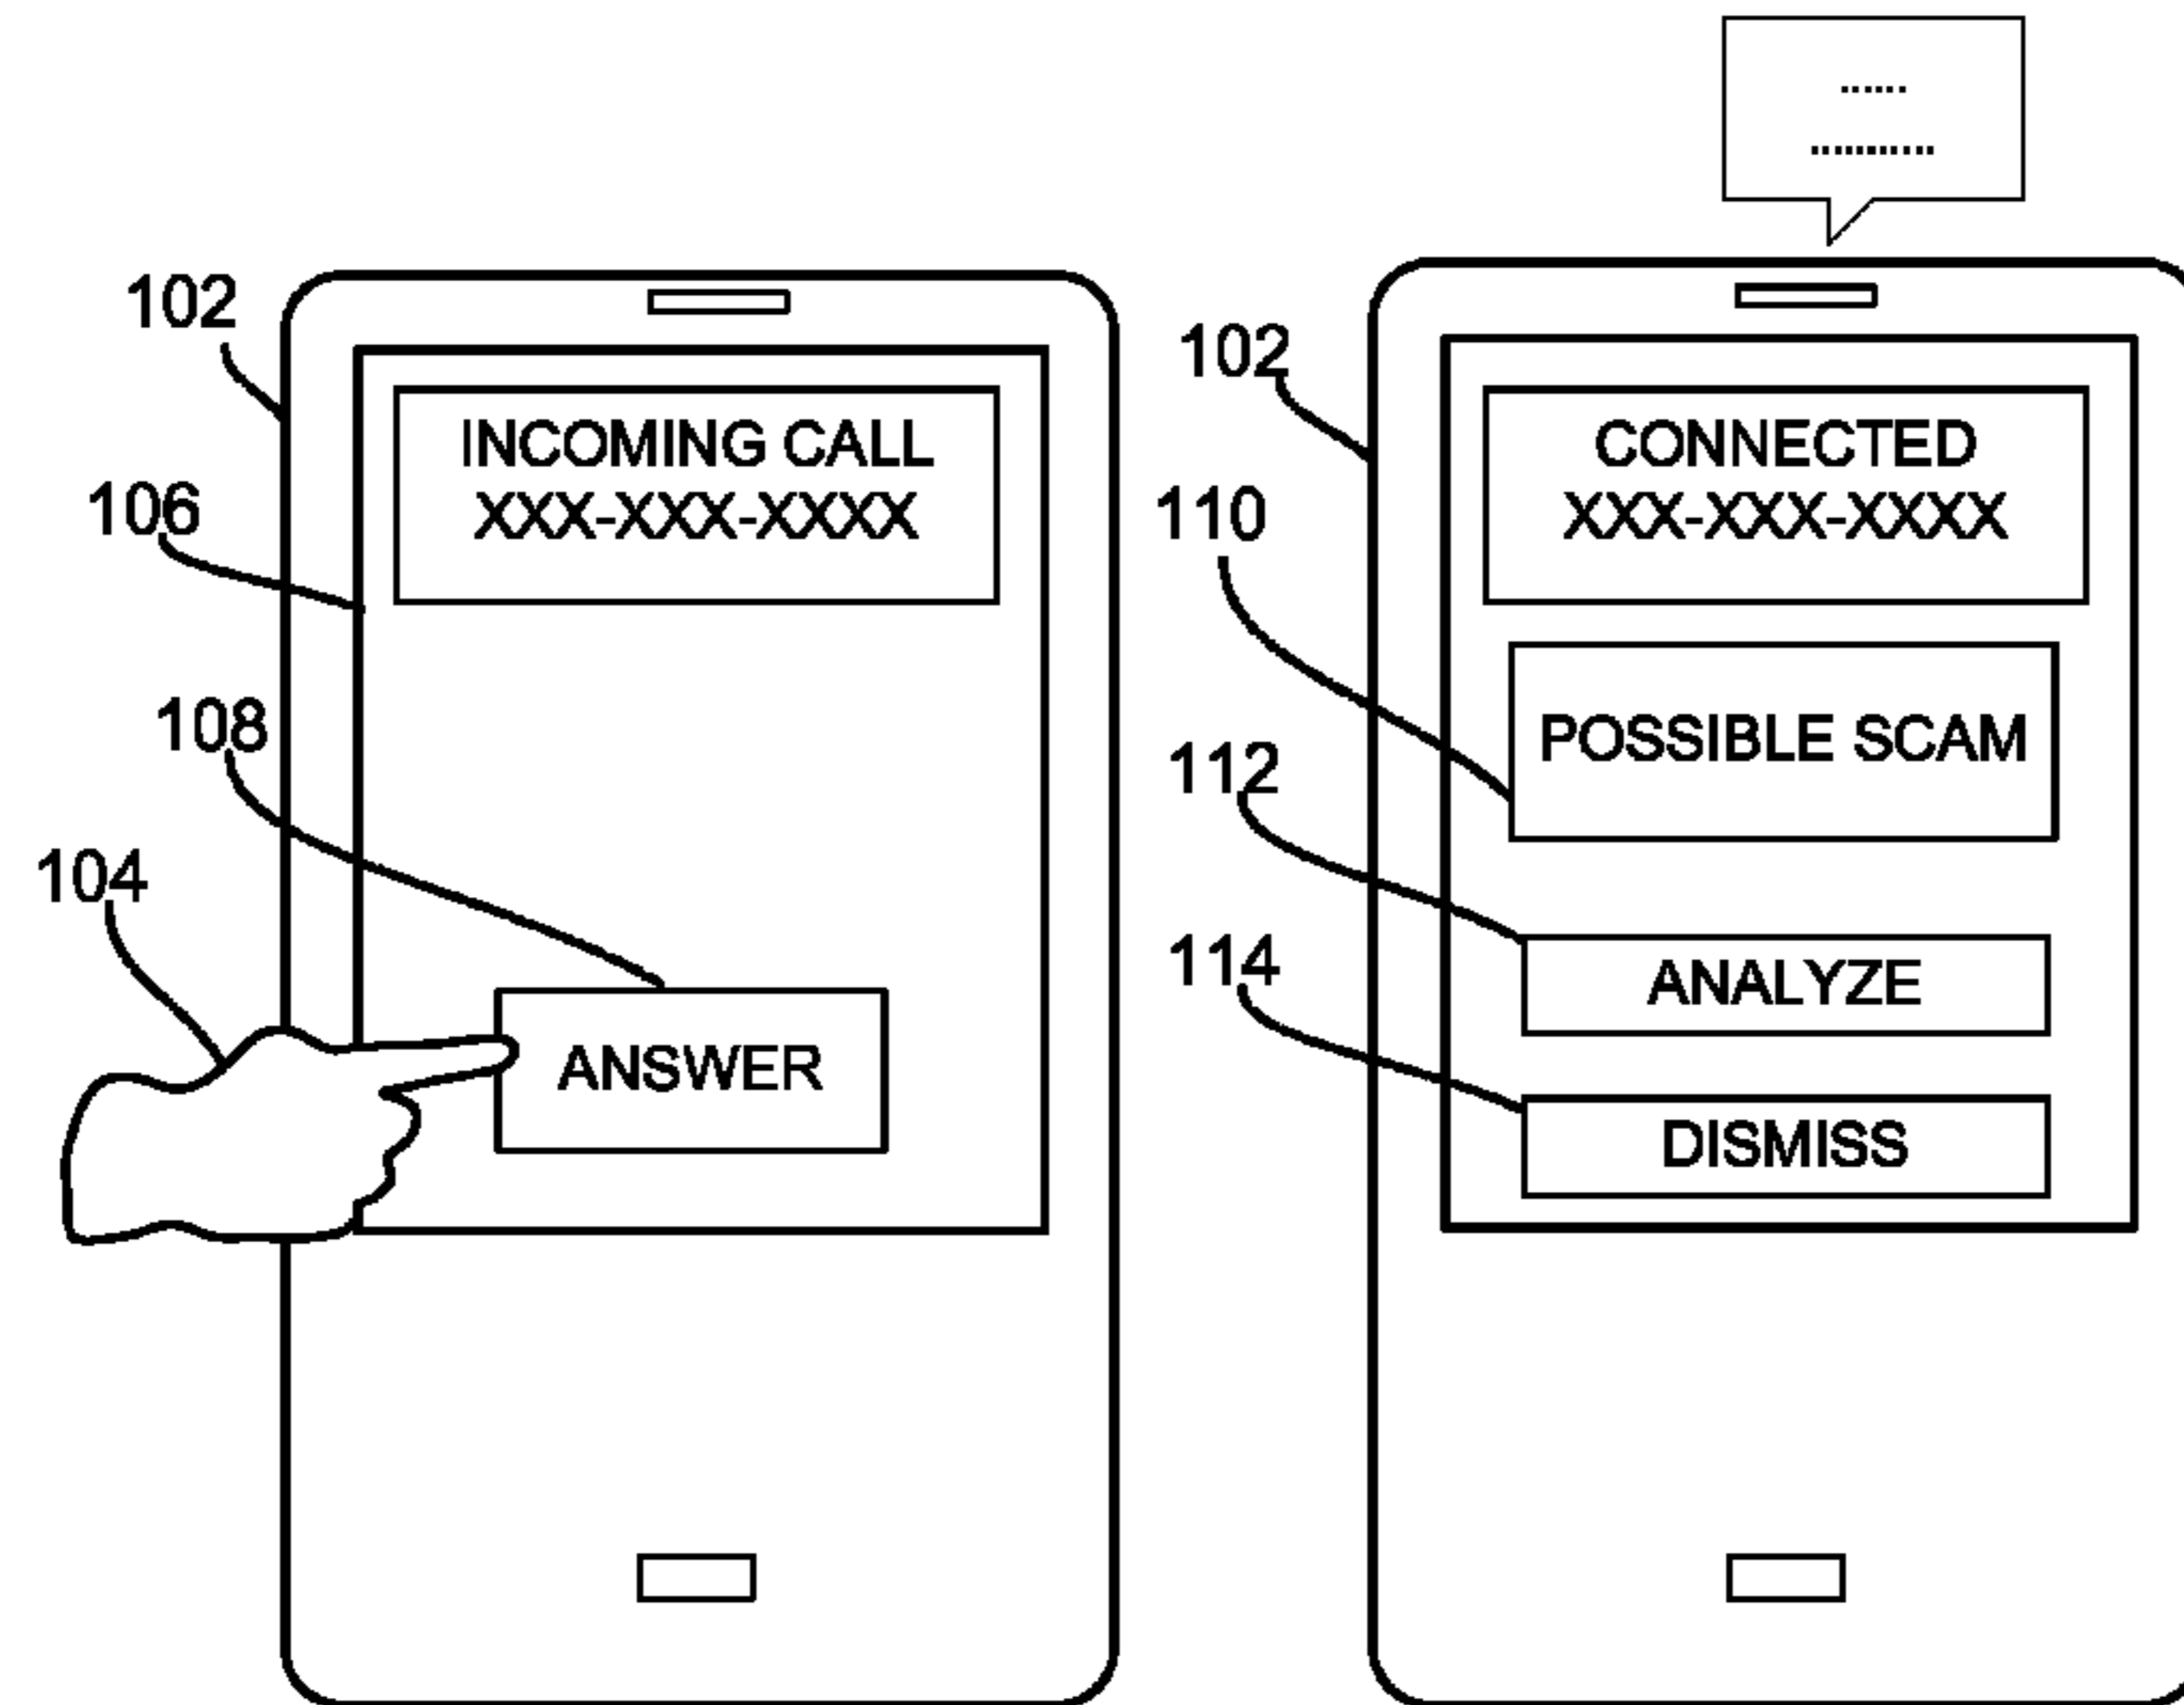 ......
...........
102
INCOMING CALL
XXX-XXX-XXXX
106
108
104
ANSWER
102
CONNECTED
XXX-XXX-XXXX
110
POSSIBLE SCAM
112
ANALYZE
114
DISMISS